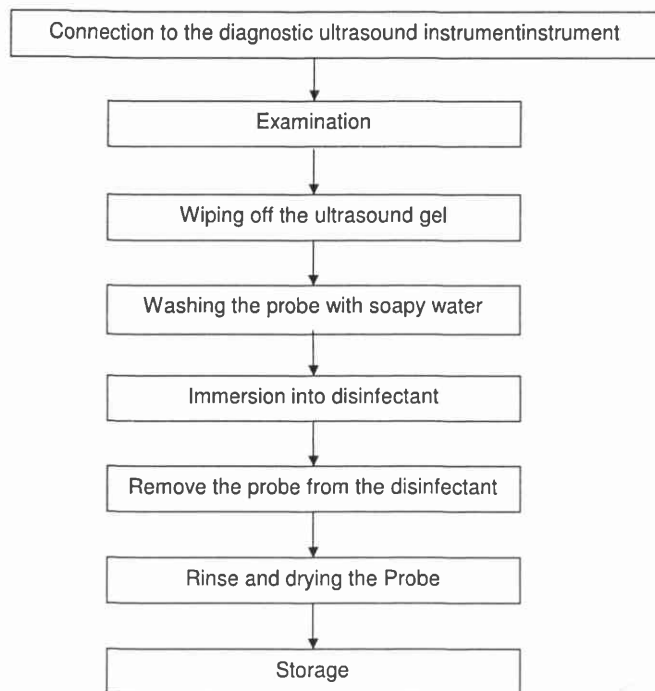 Connection to the diagnostic ultrasound instrumentinstrument
Examination
Wiping off the ultrasound gel
Washing the probe with soapy water
Immersion into disinfectant
Remove the probe from the disinfectant
Rinse and drying the Probe
Storage